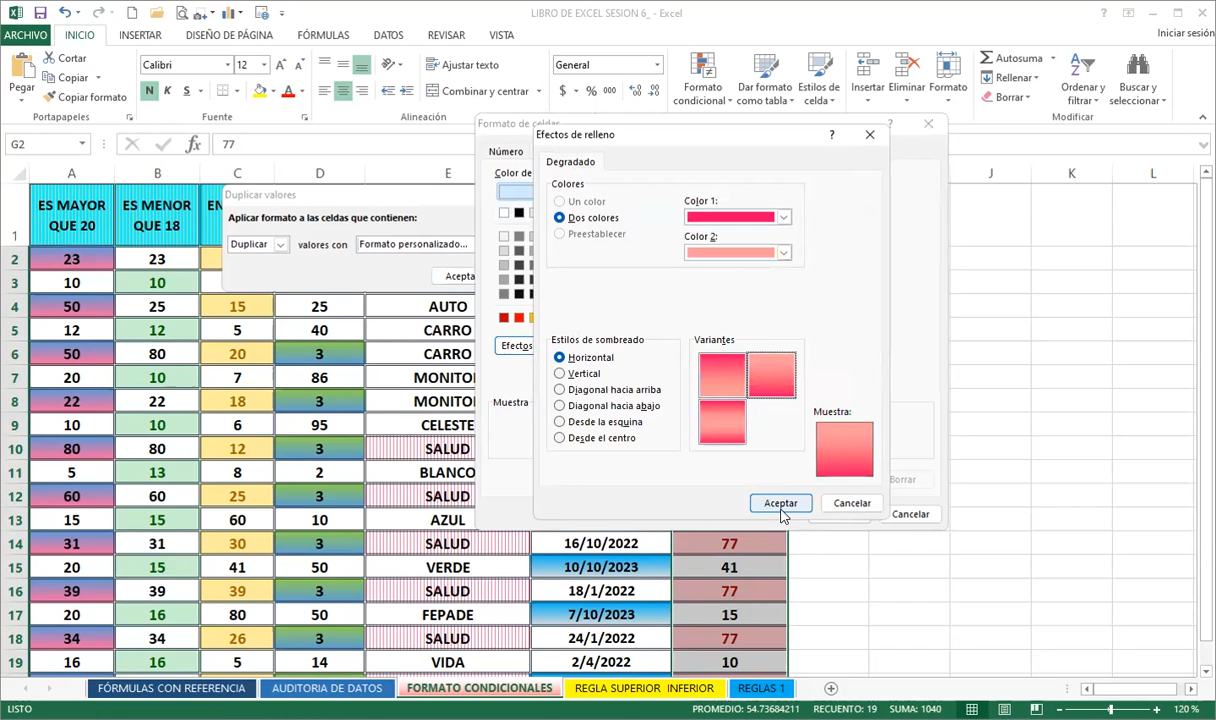 LIBRO DE EXCEL SESION 6_ - Excel
ARCHIVO INICIO INSERTAR DISEÑO DE PÁGINA FÓRMULAS DATOS REVISAR VISTA Iniciar sesión
Pegar
Cortar
Copiar
Copiar formato
Portapapeles
Calibri 12
N K S
Fuente
Ajustar texto
Combinar y centrar
Alineación
General
$ % 000
Formato condicional
Dar formato como tabla
Estilos de celda
Insertar Eliminar Formato
Autosuma
Rellenar
Borrar
Ordenar y filtrar
Buscar y seleccionar
Modificar
G2 fx 77
A B C D E J K L
1 ES MAYOR QUE 20 ES MENOR QUE 18 EN
2 23 23
3 10 10
4 50 25 15 25 AUTO
5 12 12 5 40 CARRO
6 50 80 20 3 CARRO
7 20 10 7 86 MONITO
8 22 22 18 3 MONITO
9 10 10 6 95 CELESTE
10 80 80 12 3 SALUD
11 5 13 8 2 BLANCO
12 60 60 25 3 SALUD
13 15 15 60 10 AZUL
14 31 31 30 3 SALUD 16/10/2022 77
15 20 15 41 50 VERDE 10/10/2023 41
16 39 39 39 3 SALUD 18/1/2022 77
17 20 16 80 50 FEPADE 7/10/2023 15
18 34 34 26 3 SALUD 24/1/2022 77
19 16 16 5 14 VIDA 2/4/2022 10
Duplicar valores
Aplicar formato a las celdas que contienen:
Duplicar valores con Formato personalizado...
Acepta
Formato de celdas ?
Número
Color de
Efectos
Muestra
Borrar
Cancelar
Efectos de relleno ?
Degradado
Colores
Un color
Dos colores
Preestablecer
Color 1:
Color 2:
Estilos de sombreado
Horizontal
Vertical
Diagonal hacia arriba
Diagonal hacia abajo
Desde la esquina
Desde el centro
Variantes
Muestra:
Aceptar Cancelar
FÓRMULAS CON REFERENCIA AUDITORIA DE DATOS FORMATO CONDICIONALES REGLA SUPERIOR INFERIOR REGLAS 1
LISTO PROMEDIO: 54.73684211 RECUENTO: 19 SUMA: 1040 120 %